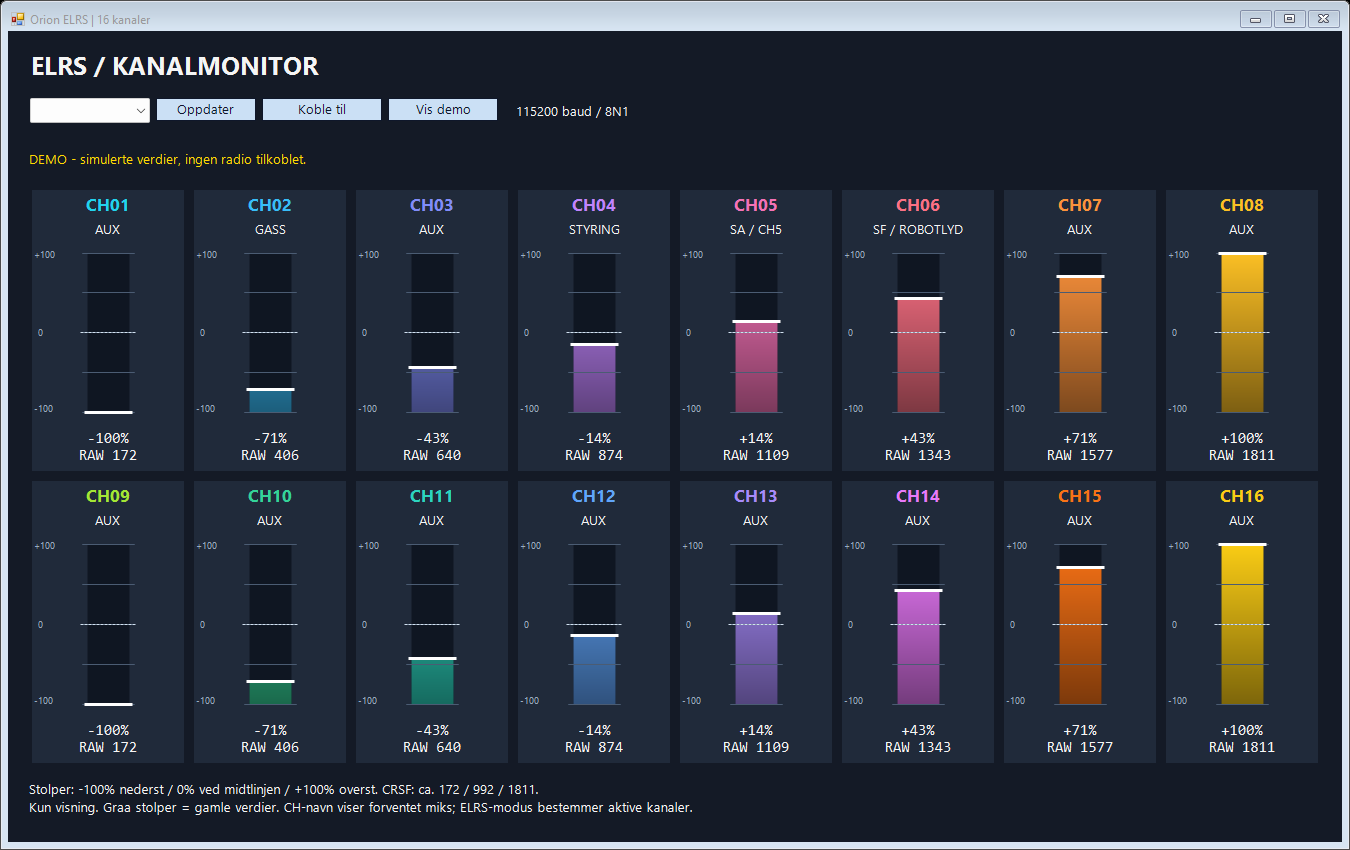 Orion ELRS | 16 kanaler
ELRS / KANALMONITOR
Oppdater Koble til Vis demo 115200 baud / 8N1
DEMO - simulerte verdier, ingen radio tilkoblet.
CH01 CH02 CH03 CH04 CH05 CH06 CH07 CH08
AUX GASS AUX STYRING SA / CH5 SF / ROBOTLYD AUX AUX
+100 +100 +100 +100 +100 +100 +100 +100
0 0 0 0 0 0 0 0
-100 -100 -100 -100 -100 -100 -100 -100
-100% -71% -43% -14% +14% +43% +71% +100%
RAW 172 RAW 406 RAW 640 RAW 874 RAW 1109 RAW 1343 RAW 1577 RAW 1811
CH09 CH10 CH11 CH12 CH13 CH14 CH15 CH16
AUX AUX AUX AUX AUX AUX AUX AUX
+100 +100 +100 +100 +100 +100 +100 +100
0 0 0 0 0 0 0 0
-100 -100 -100 -100 -100 -100 -100 -100
-100% -71% -43% -14% +14% +43% +71% +100%
RAW 172 RAW 406 RAW 640 RAW 874 RAW 1109 RAW 1343 RAW 1577 RAW 1811
Stolper: -100% nederst / 0% ved midtlinjen / +100% overst. CRSF: ca. 172 / 992 / 1811.
Kun visning. Graa stolper = gamle verdier. CH-navn viser forventet miks; ELRS-modus bestemmer aktive kanaler.